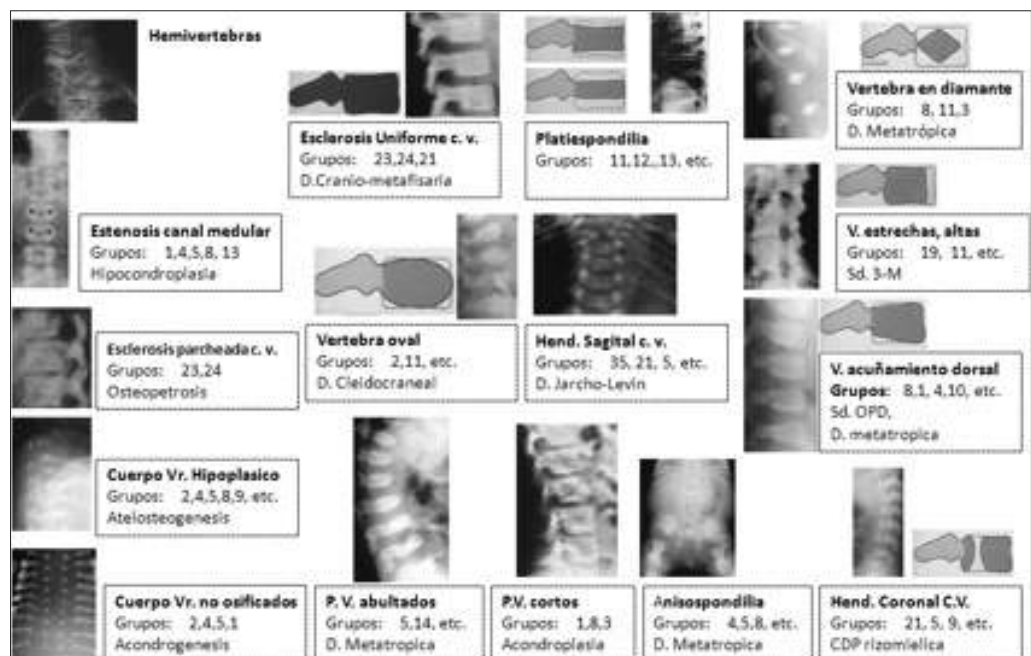 Hemivertebras
Esclerosis Uniforme c. v.
Grupos: 23,24,21
D.Cranio-metafisaria
Platiespondilia
Grupos: 11,12,,13, etc.
Vertebra en diamante
Grupos: 8, 11,3
D. Metatrópica
Estenosis canal medular
Grupos: 1,4,5,8, 13
Hipocondroplasia
V. estrechas, altas
Grupos: 19, 11, etc.
Sd. 3-M
Esclerosis parcheada c. v.
Grupos: 23,24
Osteopetrosis
Vertebra oval
Grupos: 2,11, etc.
D. Cleidocraneal
Hend. Sagital c. v.
Grupos: 35, 21, 5, etc.
D. Jarcho-Levin
V. acuñamiento dorsal
Grupos: 8,1, 4,10, etc.
Sd. OPD,
D. metatropica
Cuerpo Vr. Hipoplasico
Grupos: 2,4,5,8,9, etc.
Atelosteogenesis
Cuerpo Vr. no osificados
Grupos: 2,4,5,1
Acondrogenesis
P. V. abultados
Grupos: 5,14, etc.
D. Metatropica
P.V. cortos
Grupos: 1,8,3
Acondroplasia
Anisospondilia
Grupos: 4,5,8, etc.
D. Metatropica
Hend. Coronal C.V.
Grupos: 21, 5, 9, etc.
CDP rizomielica